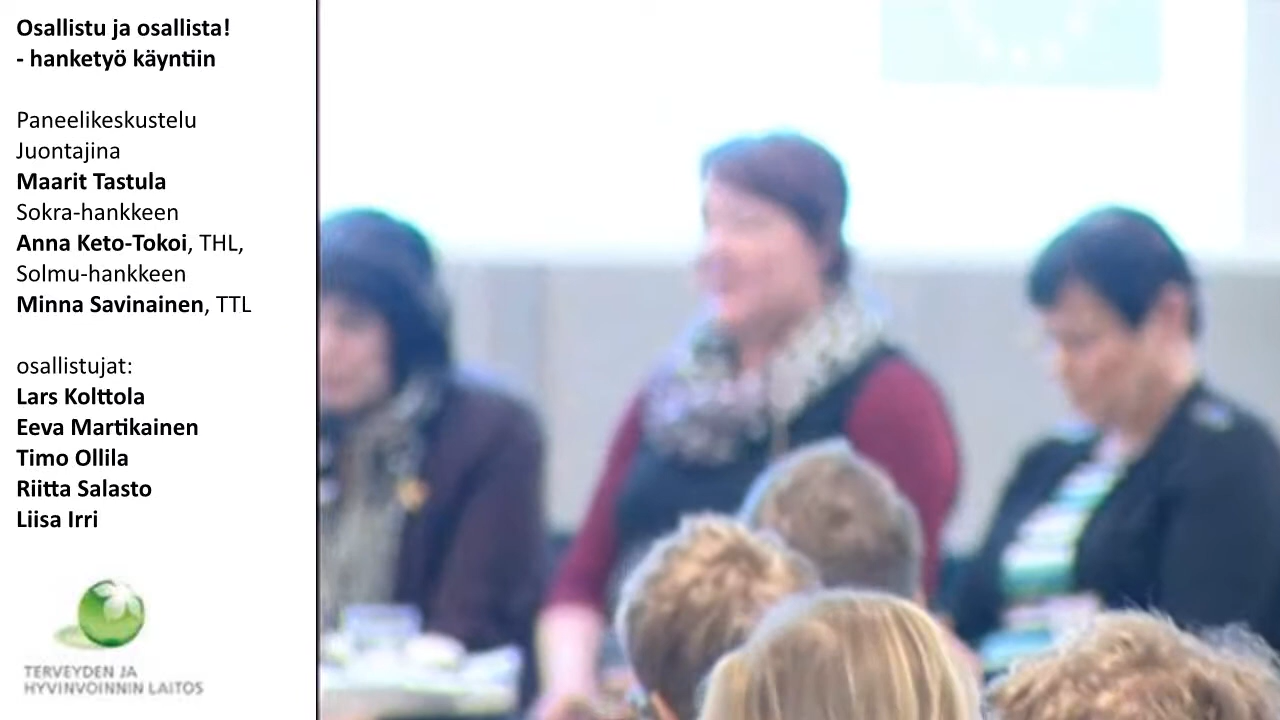 Osallistu ja osallista!
- hanketyö käyntiin
Paneelikeskustelu
Juontajina
Maarit Tastula
Sokra-hankkeen
Anna Keto-Tokoi, THL,
Solmu-hankkeen
Minna Savinainen, TTL
osallistujat:
Lars Kolttola
Eeva Martikainen
Timo Ollila
Riitta Salasto
Liisa Irri
TERVEYDEN JA
HYVINVOINNIN LAITOS